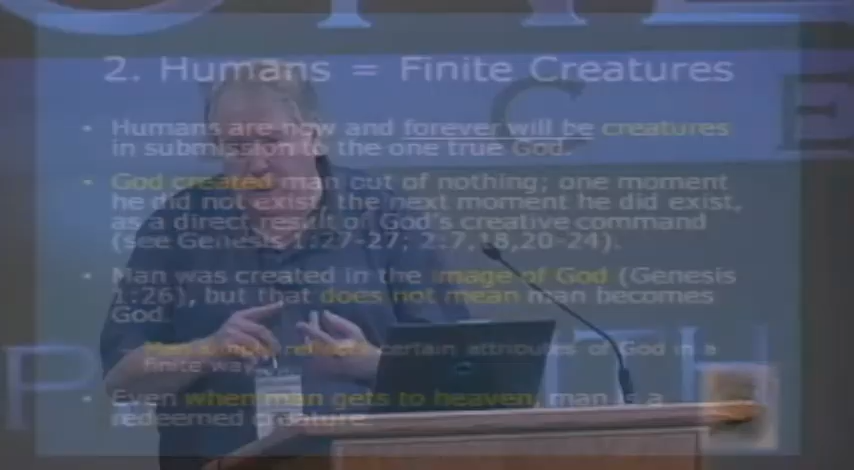 2. Humans = Finite Creatures
• Humans are now and forever will be creatures
in submission to the one true God.
• God created man out of nothing; one moment
he did not exist, the next moment he did exist,
as a direct result of God's creative command
(see Genesis 1:27-27; 2:7,18,20-24).
• Man was created in the image of God (Genesis
1:26), but that does not mean man becomes
God.
reflects certain attributes of God in a
finite way.
• Even when man gets to heaven, man is a
redeemed creature.
C E
P TH